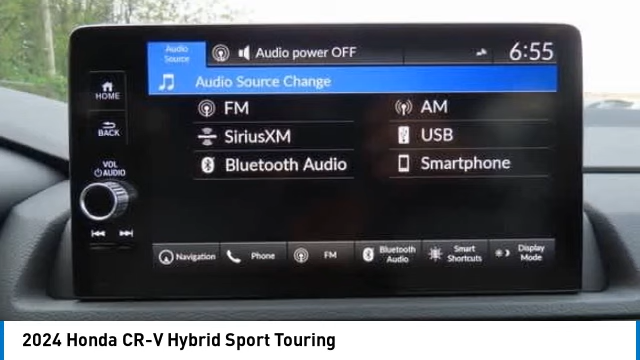 Audio Source
Audio power OFF
6:55
Audio Source Change
HOME
BACK
VOL
AUDIO
FM
AM
SiriusXM
USB
Bluetooth Audio
Smartphone
Navigation
Phone
FM
Bluetooth Audio
Smart Shortcuts
Display Mode
2024 Honda CR-V Hybrid Sport Touring